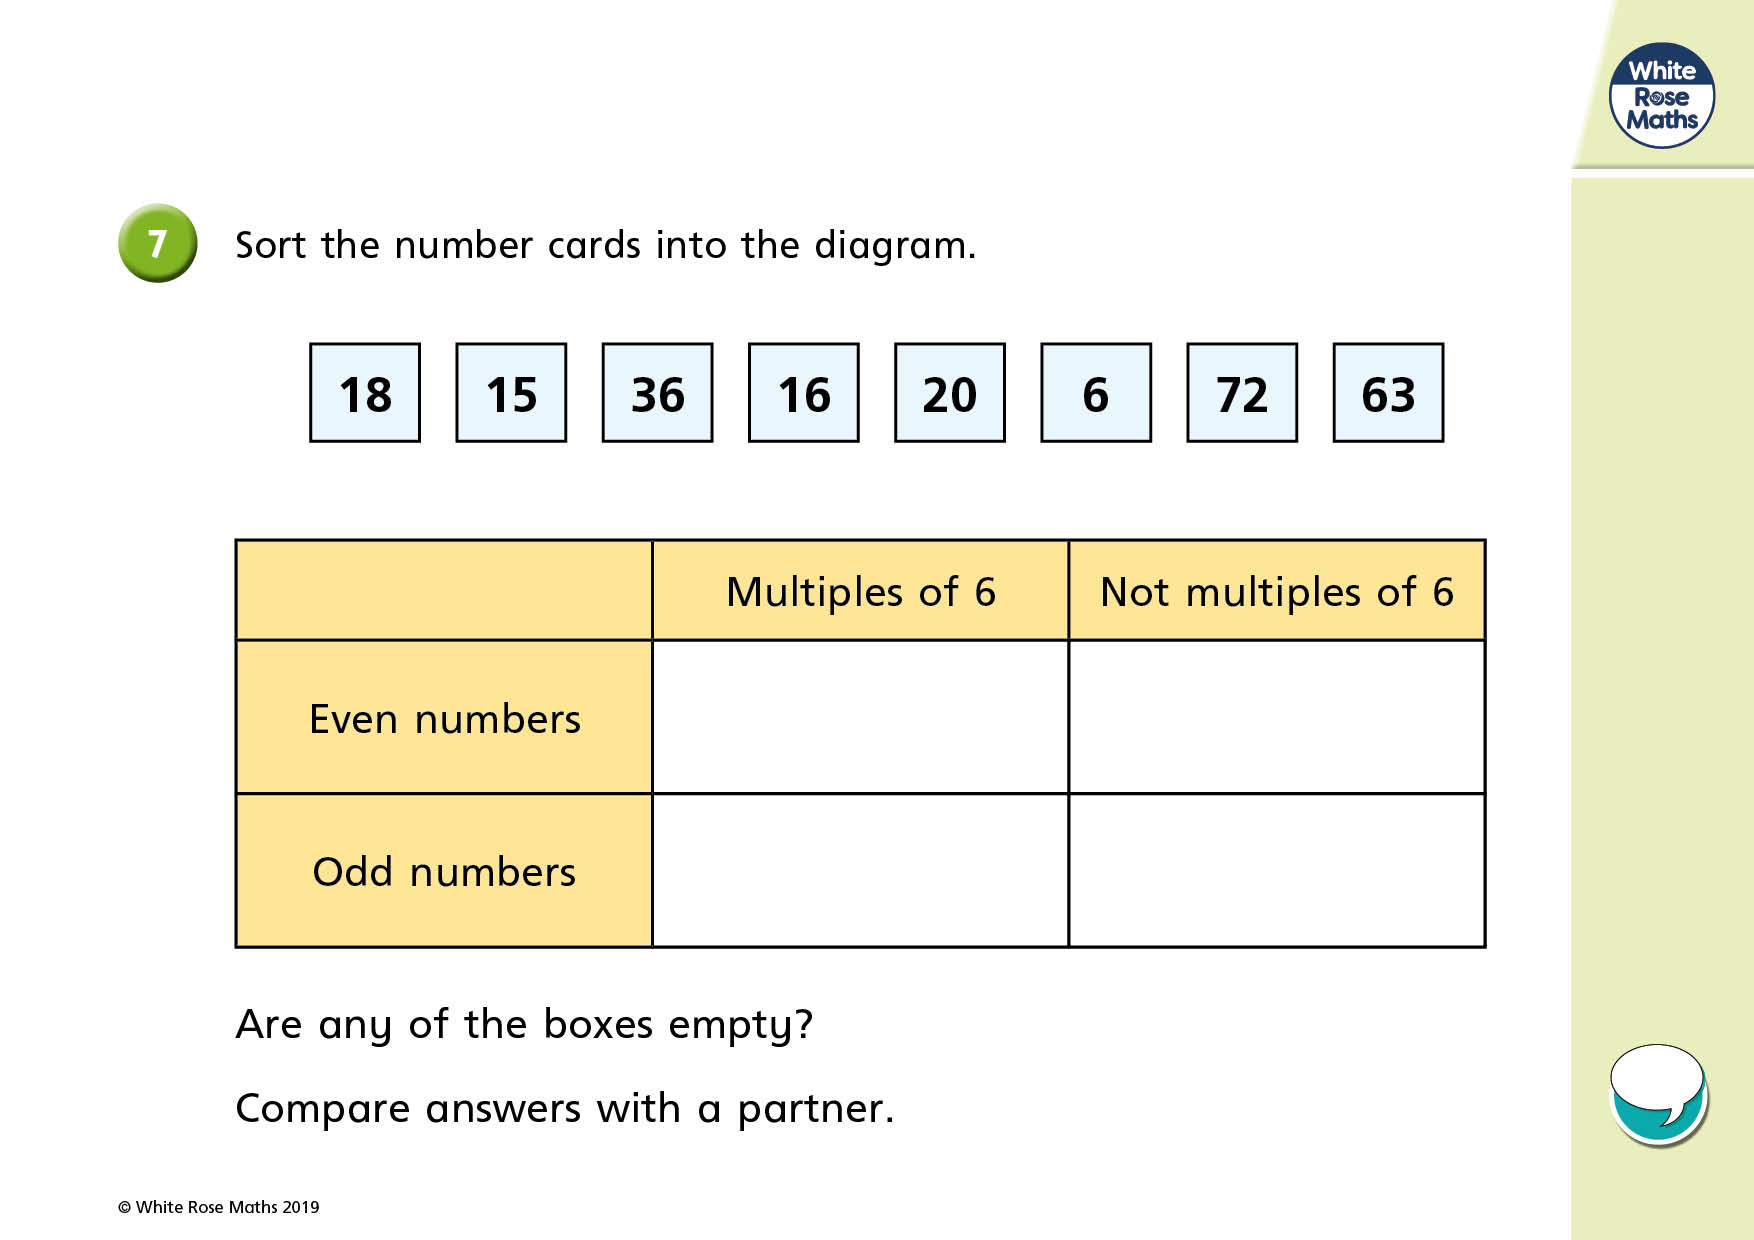 White
Rose
Maths
7 Sort the number cards into the diagram.
18 15 36 16 20 6 72 63
Multiples of 6 Not multiples of 6
Even numbers
Odd numbers
Are any of the boxes empty?
Compare answers with a partner.
© White Rose Maths 2019